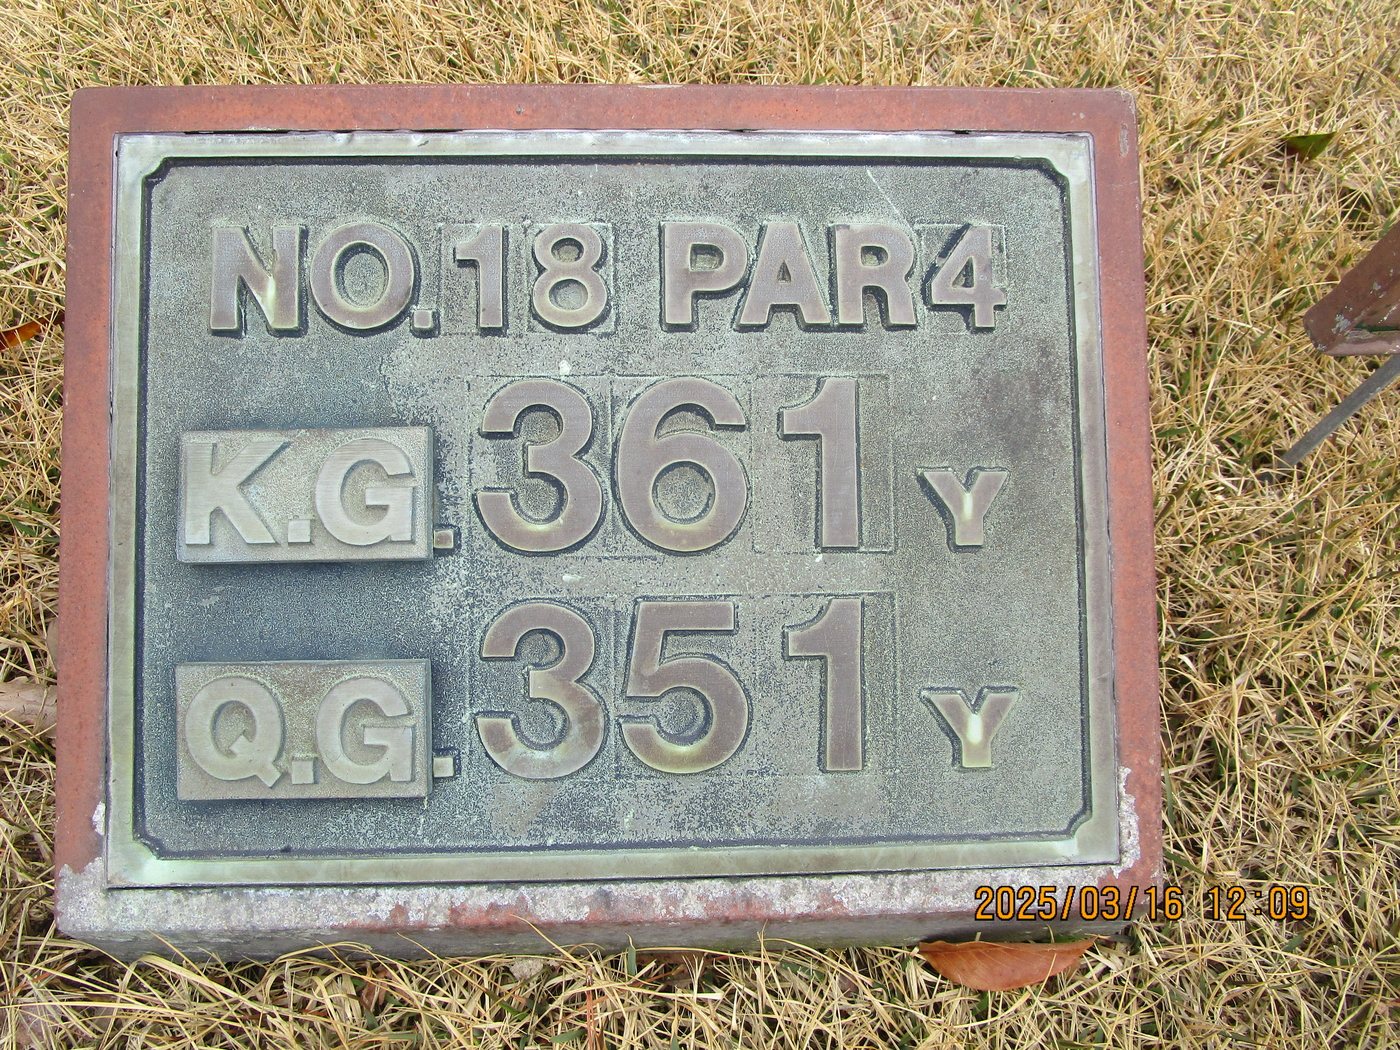 NO.18 PAR4
K.G. 361 Y
Q.G. 351 Y
2025/03/16 12:09